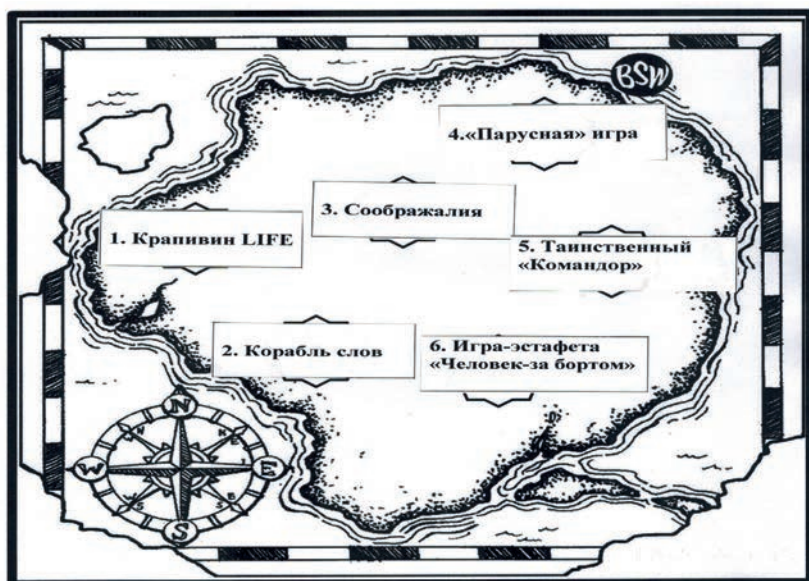 BSW
4.«Парусная» игра
3. Соображалия
1. Крапивин LIFE
5. Таинственный
«Командор»
2. Корабль слов
6. Игра-эстафета
«Человек-за бортом»
N
W
E
S